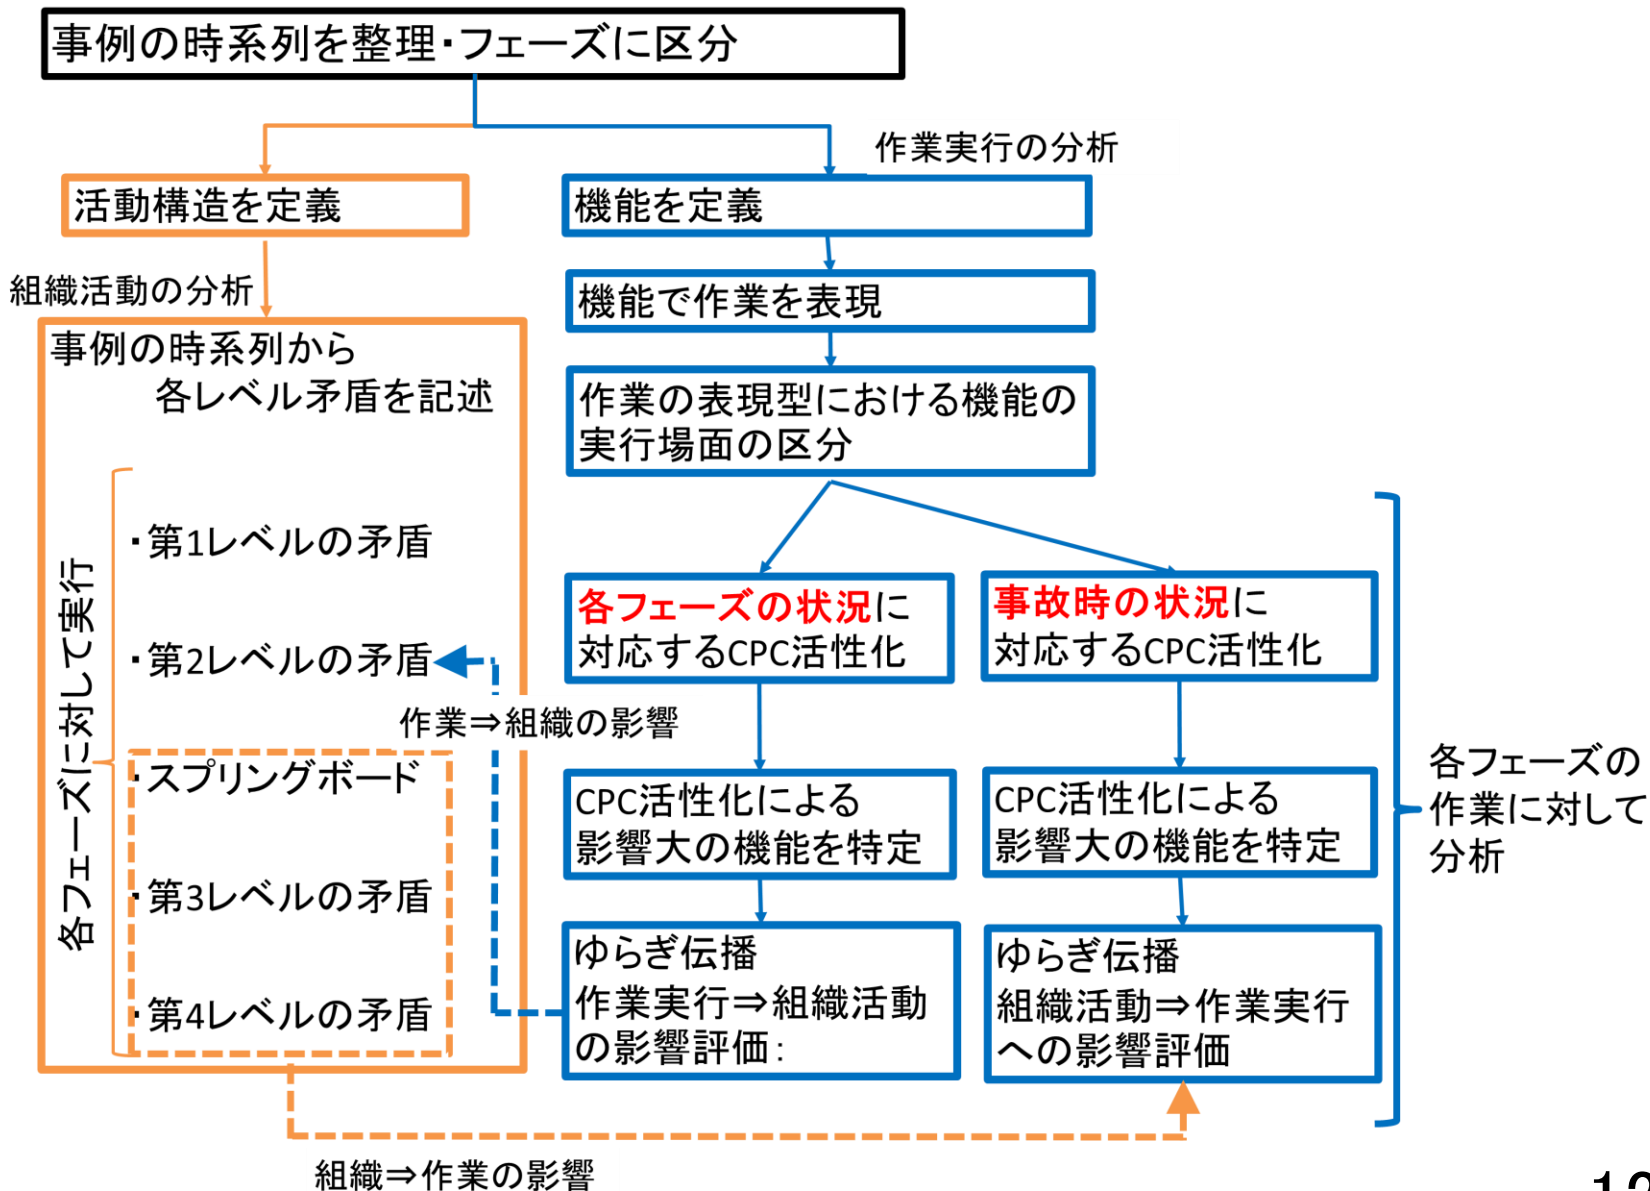 事例の時系列を整理・フェーズに区分
作業実行の分析
活動構造を定義
機能を定義
組織活動の分析
機能で作業を表現
事例の時系列から
各レベル矛盾を記述
作業の表現型における機能の
実行場面の区分
各フェーズに対して実行
・第1レベルの矛盾
・第2レベルの矛盾
作業⇒組織の影響
・スプリングボード
・第3レベルの矛盾
・第4レベルの矛盾
各フェーズの状況に
対応するCPC活性化
事故時の状況に
対応するCPC活性化
CPC活性化による
影響大の機能を特定
CPC活性化による
影響大の機能を特定
各フェーズの
作業に対して
分析
ゆらぎ伝播
作業実行⇒組織活動
の影響評価：
ゆらぎ伝播
組織活動⇒作業実行
への影響評価
組織⇒作業の影響